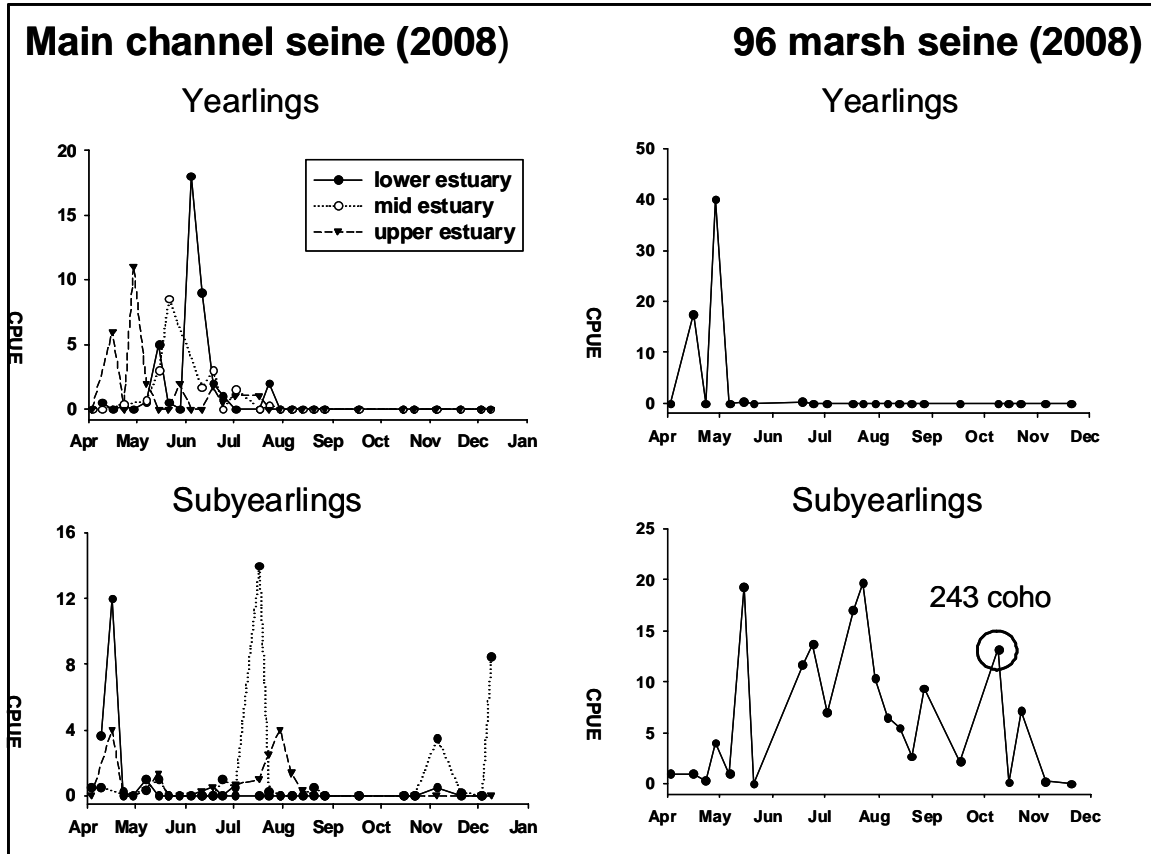 Main channel seine (2008)
96 marsh seine (2008)
Yearlings
20
15
10
5
0
CPUE
Apr May Jun Jul Aug Sep Oct Nov Dec Jan
lower estuary
mid estuary
upper estuary
Yearlings
50
40
30
20
10
0
CPUE
Apr May Jun Jul Aug Sep Oct Nov Dec
Subyearlings
16
12
8
4
0
CPUE
Apr May Jun Jul Aug Sep Oct Nov Dec Jan
Subyearlings
25
20
15
10
5
0
CPUE
243 coho
Apr May Jun Jul Aug Sep Oct Nov Dec